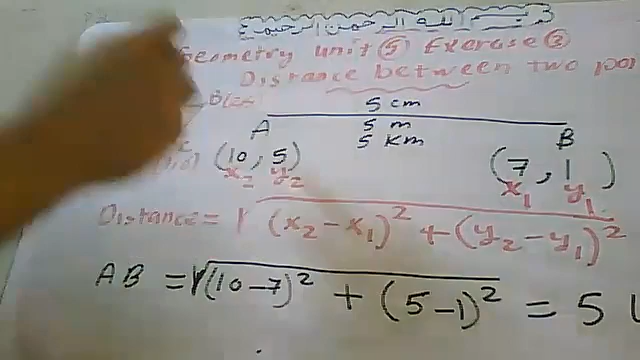 بسم الله الرحمن الرحيم
Geometry unit (5) Exercise (3)
Distance between two
5 cm
A 5 m B
5 Km
(10, 5) (7, 1)
x₂ y₂ x₁ y₁
Distance = √(x₂-x₁)² + (y₂-y₁)²
AB = √(10-7)² + (5-1)² = 5